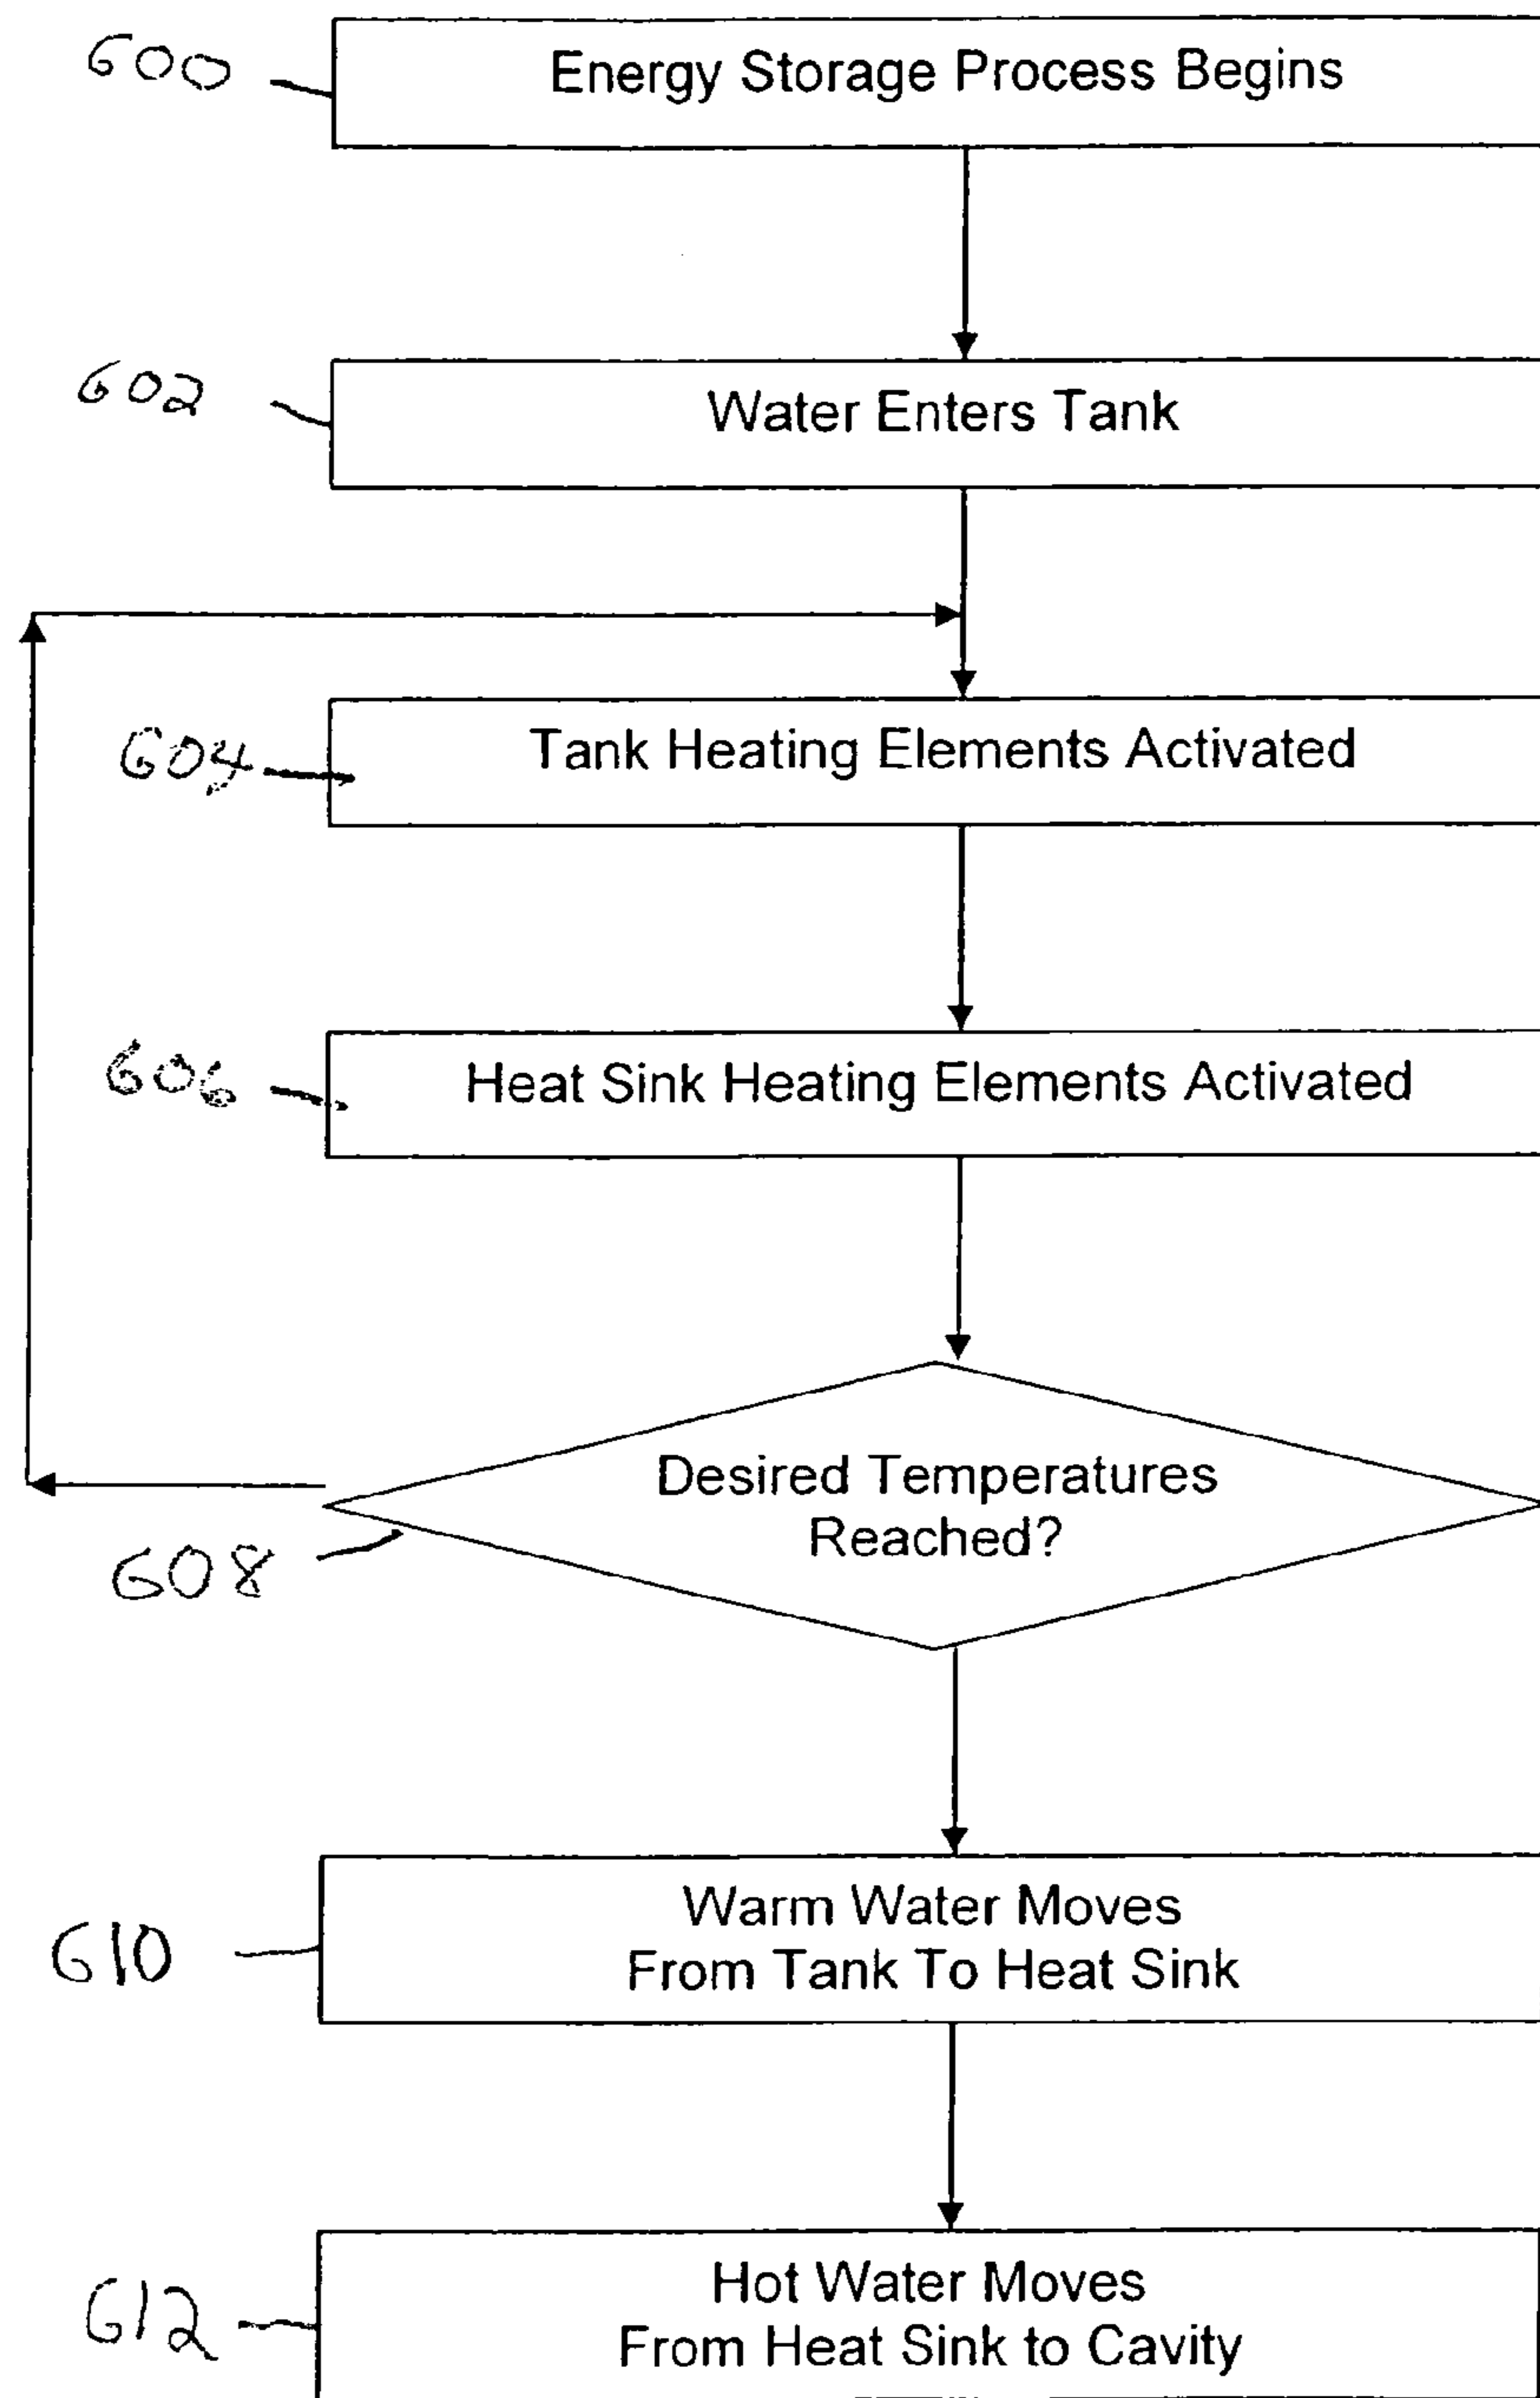 600
Energy Storage Process Begins
602
Water Enters Tank
604
Tank Heating Elements Activated
606
Heat Sink Heating Elements Activated
Desired Temperatures
Reached?
608
Warm Water Moves
From Tank To Heat Sink
610
Hot Water Moves
From Heat Sink to Cavity
612